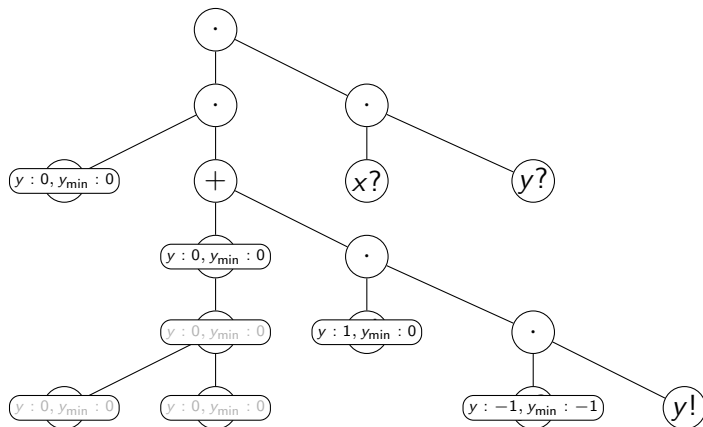 ·
· ·
y : 0, y_min : 0 + x? y?
y : 0, y_min : 0 ·
y : 0, y_min : 0 y : 1, y_min : 0 ·
y : 0, y_min : 0 y : 0, y_min : 0 y : −1, y_min : −1 y!